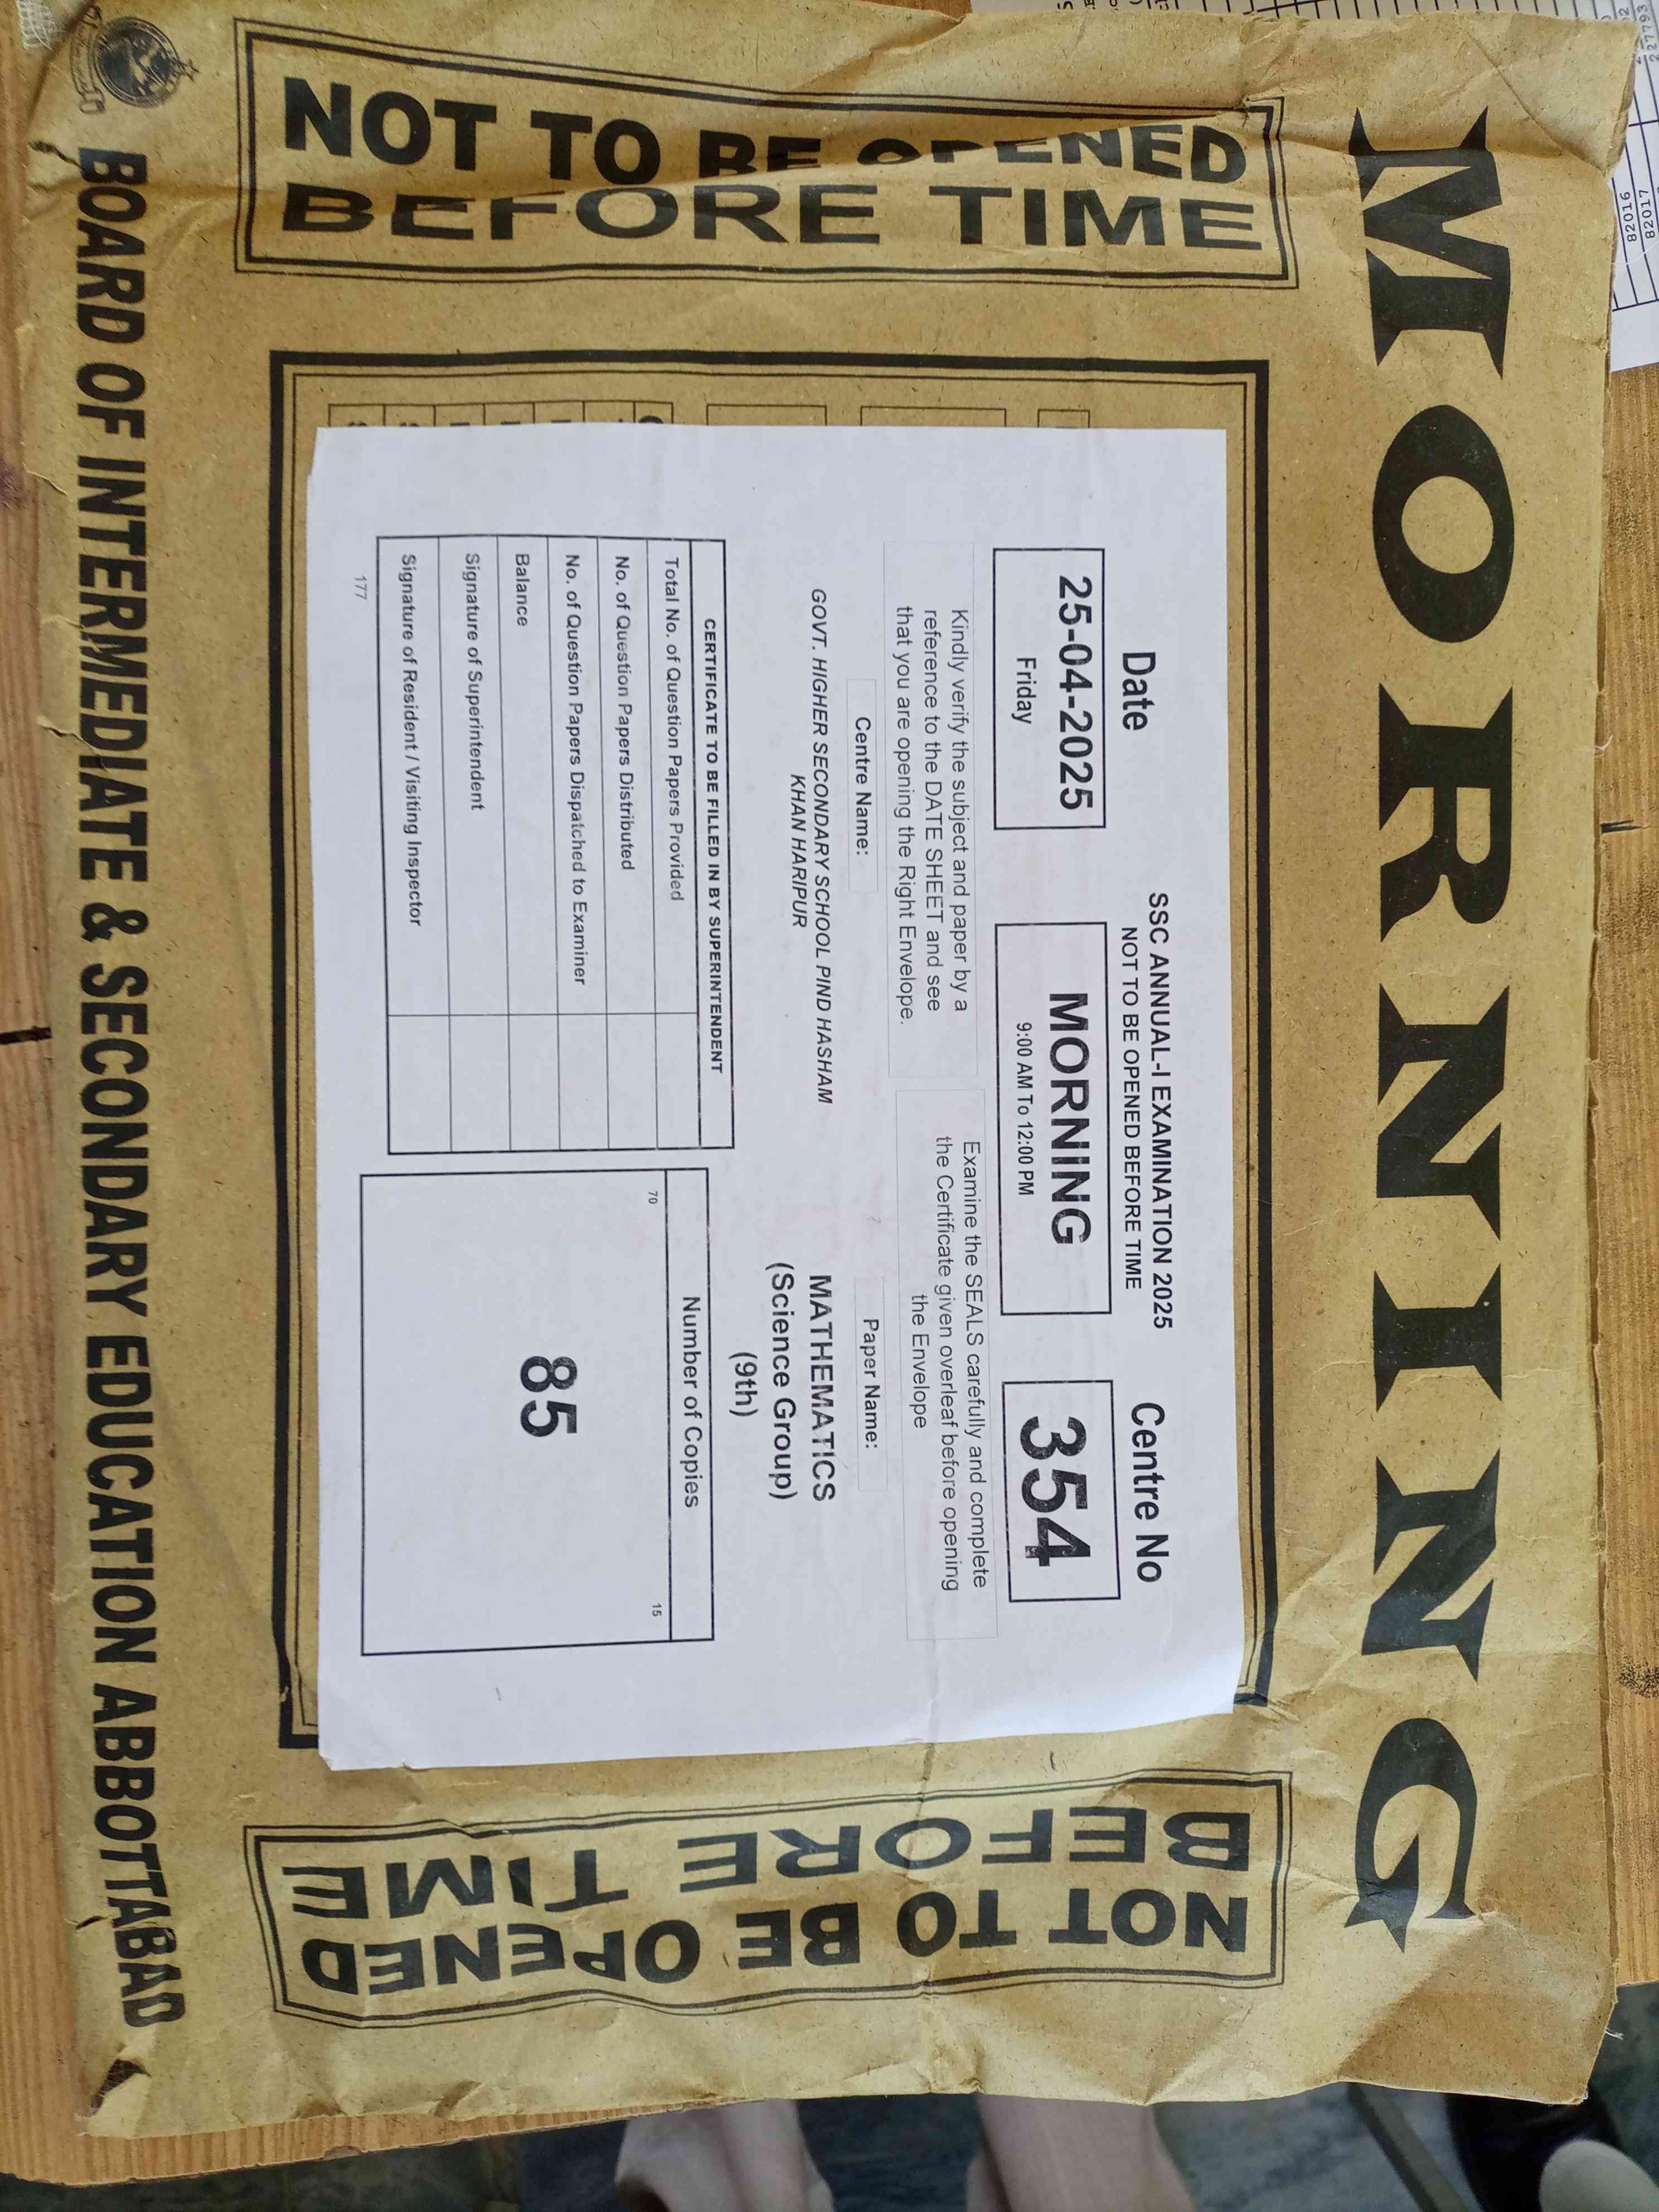 MORNING
NOT TO BE OPENED
BEFORE TIME
SSC ANNUAL-I EXAMINATION 2025
NOT TO BE OPENED BEFORE TIME
Date
Centre No
25-04-2025
Friday
MORNING
9:00 AM To 12:00 PM
354
Kindly verify the subject and paper by a
reference to the DATE SHEET and see
that you are opening the Right Envelope.
Examine the SEALS carefully and complete
the Certificate given overleaf before opening
the Envelope
Centre Name:
Paper Name:
GOVT. HIGHER SECONDARY SCHOOL PIND HASHAM
KHAN HARIPUR
MATHEMATICS
(Science Group)
(9th)
CERTIFICATE TO BE FILLED IN BY SUPERINTENDENT
Total No. of Question Papers Provided
No. of Question Papers Distributed
No. of Question Papers Dispatched to Examiner
Balance
Signature of Superintendent
Signature of Resident / Visiting Inspector
177
Number of Copies
70
15
85
NOT TO BE OPENED
BEFORE TIME
BOARD OF INTERMEDIATE & SECONDARY EDUCATION ABBOTTABAD
82017
82016